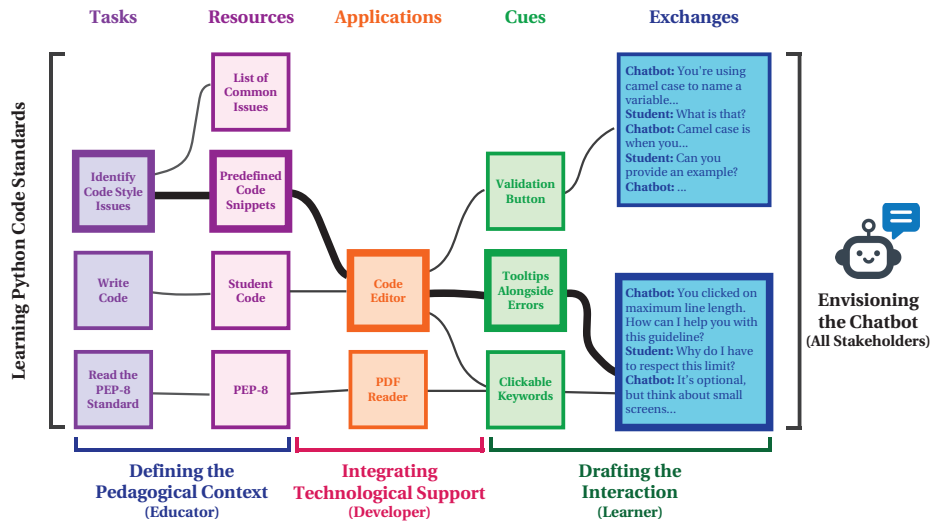 Tasks
Resources
Applications
Cues
Exchanges
Learning Python Code Standards
List of
Common
Issues
Identify
Code Style
Issues
Predefined
Code
Snippets
Write
Code
Student
Code
Read the
PEP-8
Standard
PEP-8
Code
Editor
PDF
Reader
Validation
Button
Tooltips
Alongside
Errors
Clickable
Keywords
Chatbot: You're using
camel case to name a
variable...
Student: What is that?
Chatbot: Camel case is
when you...
Student: Can you
provide an example?
Chatbot: ...
Chatbot: You clicked on
maximum line length.
How can I help you with
this guideline?
Student: Why do I have
to respect this limit?
Chatbot: It's optional,
but think about small
screens...
Envisioning
the Chatbot
(All Stakeholders)
Defining the
Pedagogical Context
(Educator)
Integrating
Technological Support
(Developer)
Drafting the
Interaction
(Learner)